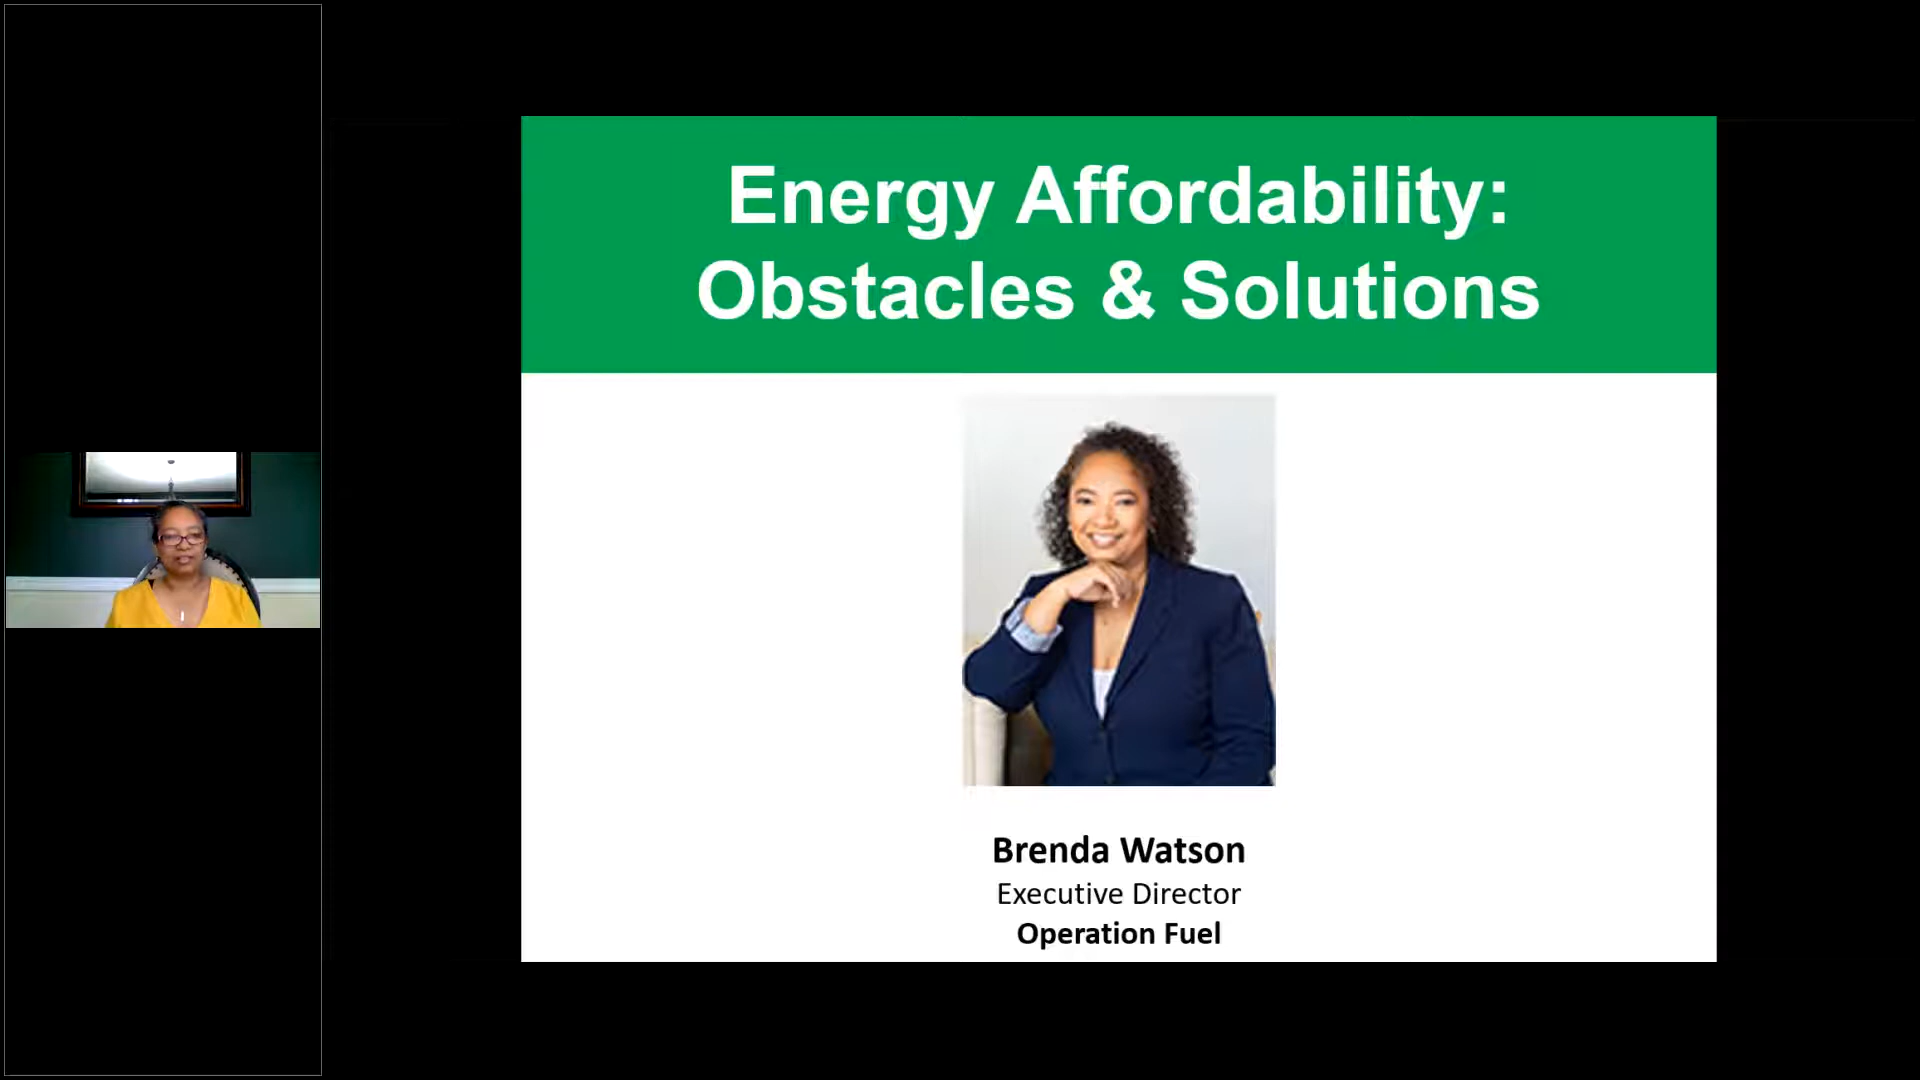 Energy Affordability:
Obstacles & Solutions
Brenda Watson
Executive Director
Operation Fuel